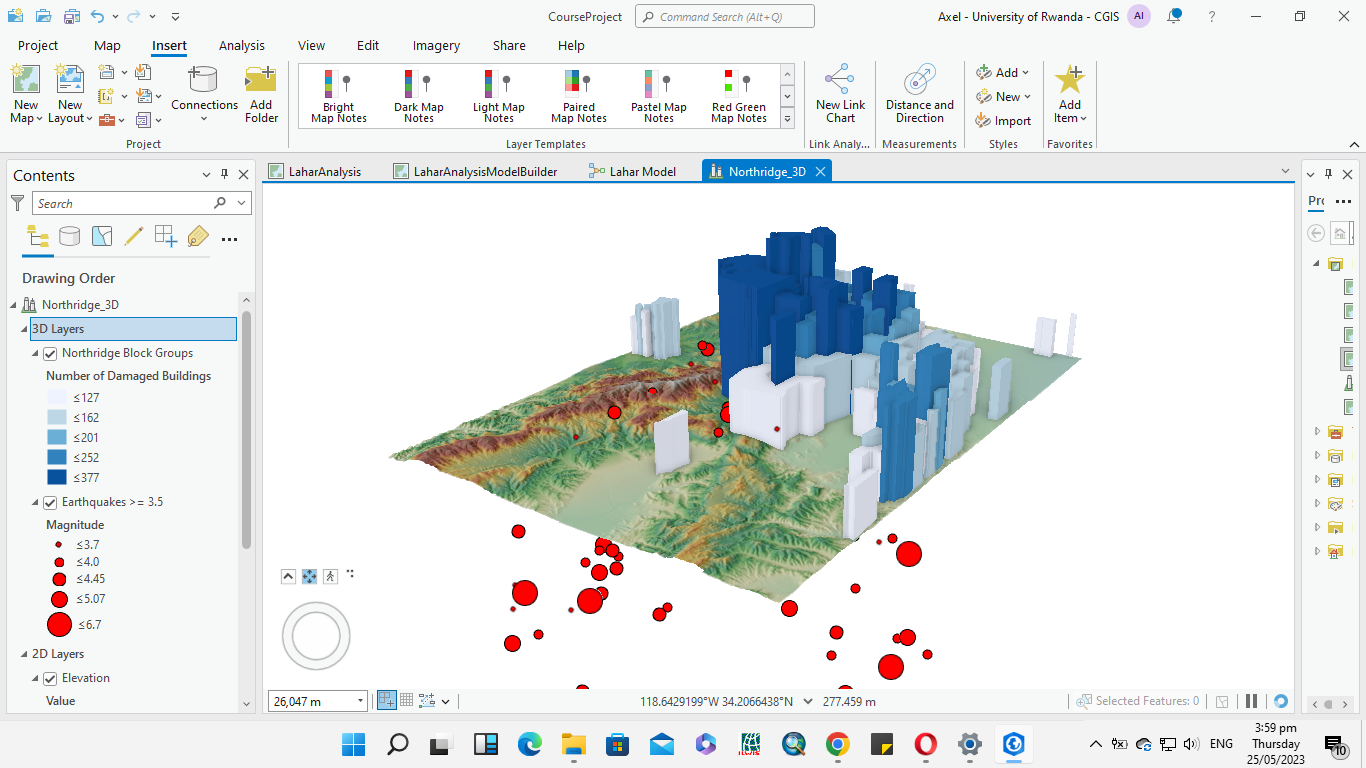 CourseProject
Command Search (Alt+Q)
Axel - University of Rwanda - CGIS
AI
?
Project
Map
Insert
Analysis
View
Edit
Imagery
Share
Help
New
Map
New
Layout
Connections
Add
Folder
Bright
Map Notes
Dark Map
Notes
Light Map
Notes
Paired
Map Notes
Pastel Map
Notes
Red Green
Map Notes
New Link
Chart
Distance and
Direction
Add
New
Import
Add
Item
Project
Layer Templates
Link Analy...
Measurements
Styles
Favorites
Contents
LaharAnalysis
LaharAnalysisModelBuilder
Lahar Model
Northridge_3D
Search
Drawing Order
Northridge_3D
3D Layers
Northridge Block Groups
Number of Damaged Buildings
≤127
≤162
≤201
≤252
≤377
Earthquakes >= 3.5
Magnitude
≤3.7
≤4.0
≤4.45
≤5.07
≤6.7
2D Layers
Elevation
Value
26,047 m
118.6429199°W 34.2066438°N
277.459 m
Selected Features: 0
ENG
3:59 pm
Thursday
25/05/2023
10